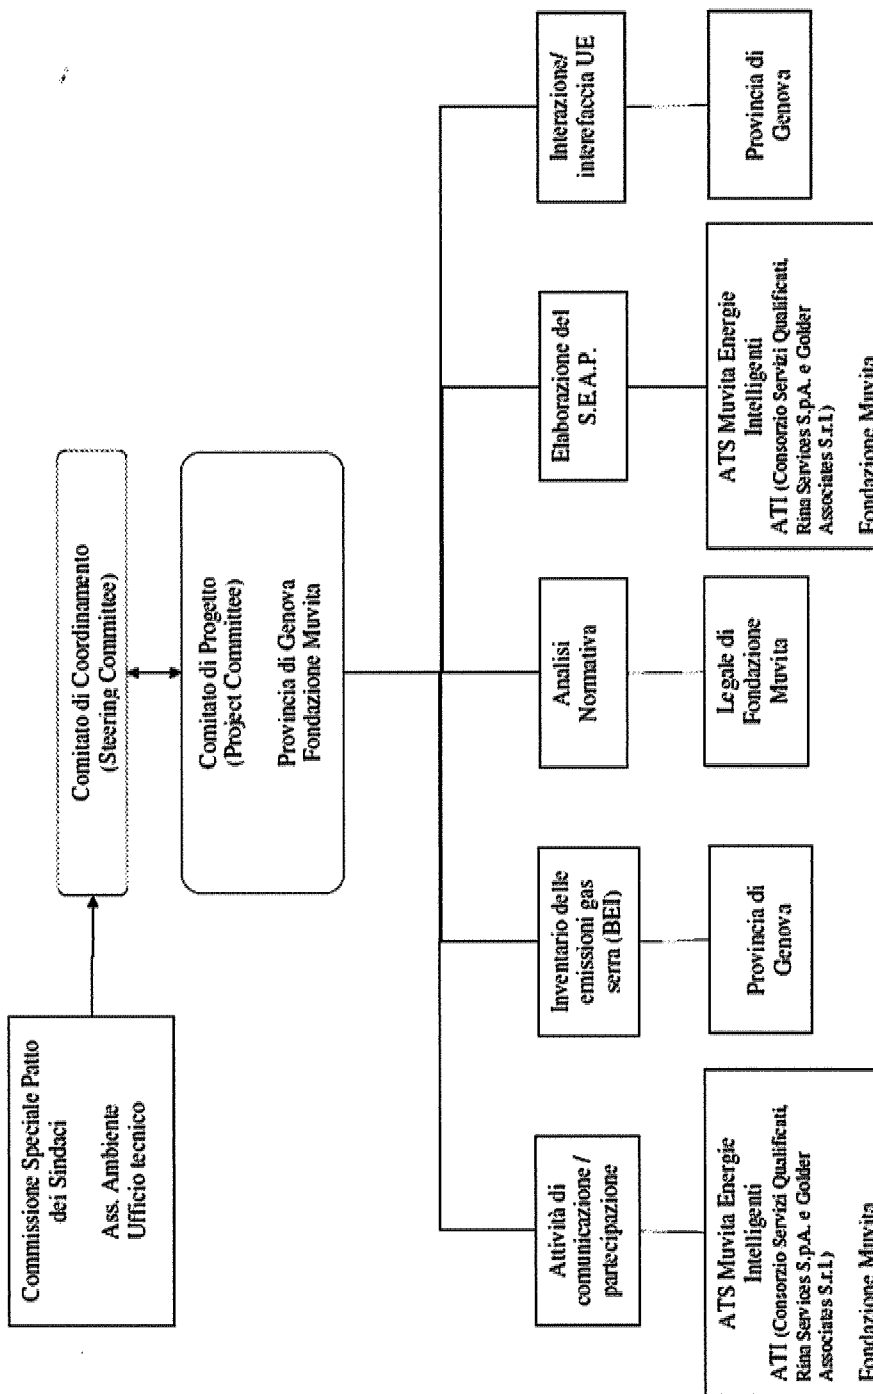 Commissione Speciale Patto
dei Sindaci
Ass. Ambiente
Ufficio tecnico
Comitato di Coordinamento
(Steering Committee)
Comitato di Progetto
(Project Committee)
Provincia di Genova
Fondazione Muvita
Attività di
comunicazione /
partecipazione
Inventario delle
emissioni gas
serra (BEI)
Analisi
Normativa
Elaborazione del
S.E.A.P.
Interazione/
interefaccia UE
ATS Muvita Energie
Intelligenti
ATI (Consorzio Servizi Qualificati,
Rina Services S.p.A. e Golder
Associates S.r.l.)
Fondazione Muvita
Provincia di
Genova
Legale di
Fondazione
Muvita
ATS Muvita Energie
Intelligenti
ATI (Consorzio Servizi Qualificati,
Rina Services S.p.A. e Golder
Associates S.r.l.)
Fondazione Muvita
Provincia di
Genova